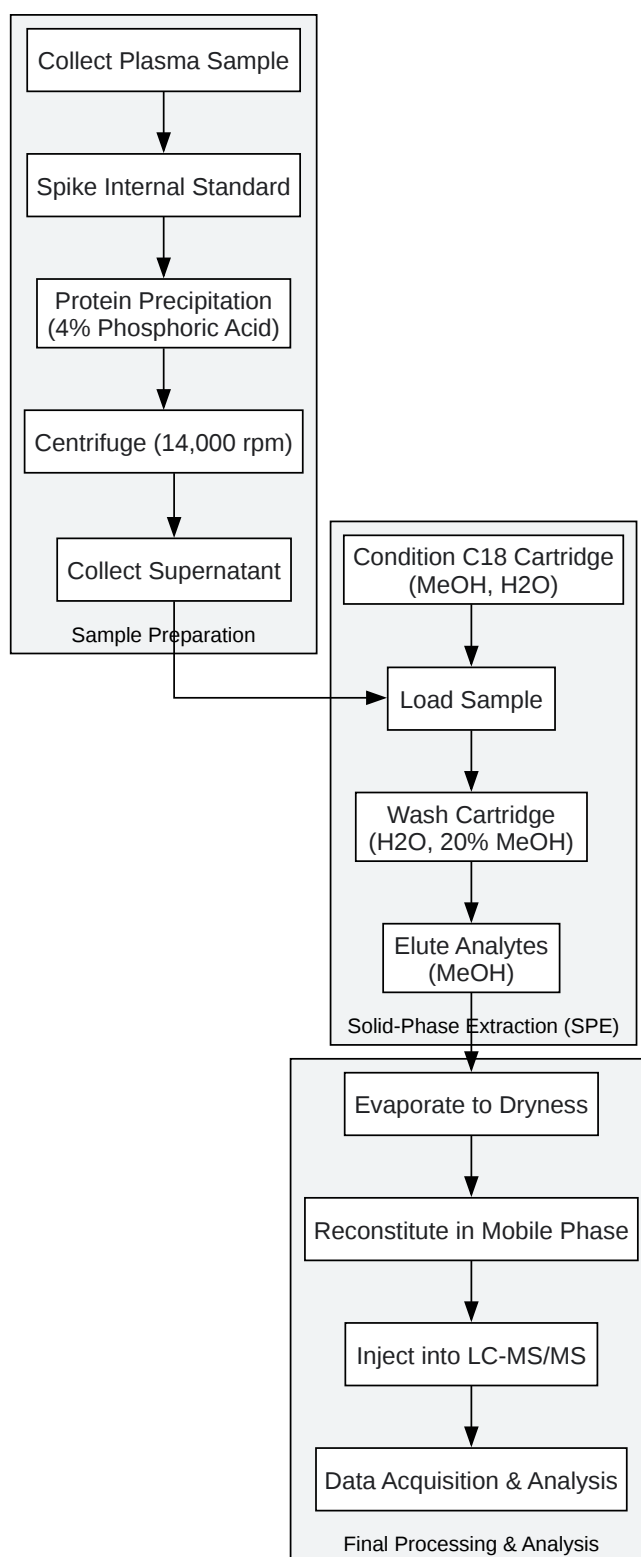 Collect Plasma Sample
Spike Internal Standard
Protein Precipitation
(4% Phosphoric Acid)
Centrifuge (14,000 rpm)
Collect Supernatant
Sample Preparation
Condition C18 Cartridge
(MeOH, H2O)
Load Sample
Wash Cartridge
(H2O, 20% MeOH)
Elute Analytes
(MeOH)
Solid-Phase Extraction (SPE)
Evaporate to Dryness
Reconstitute in Mobile Phase
Inject into LC-MS/MS
Data Acquisition & Analysis
Final Processing & Analysis